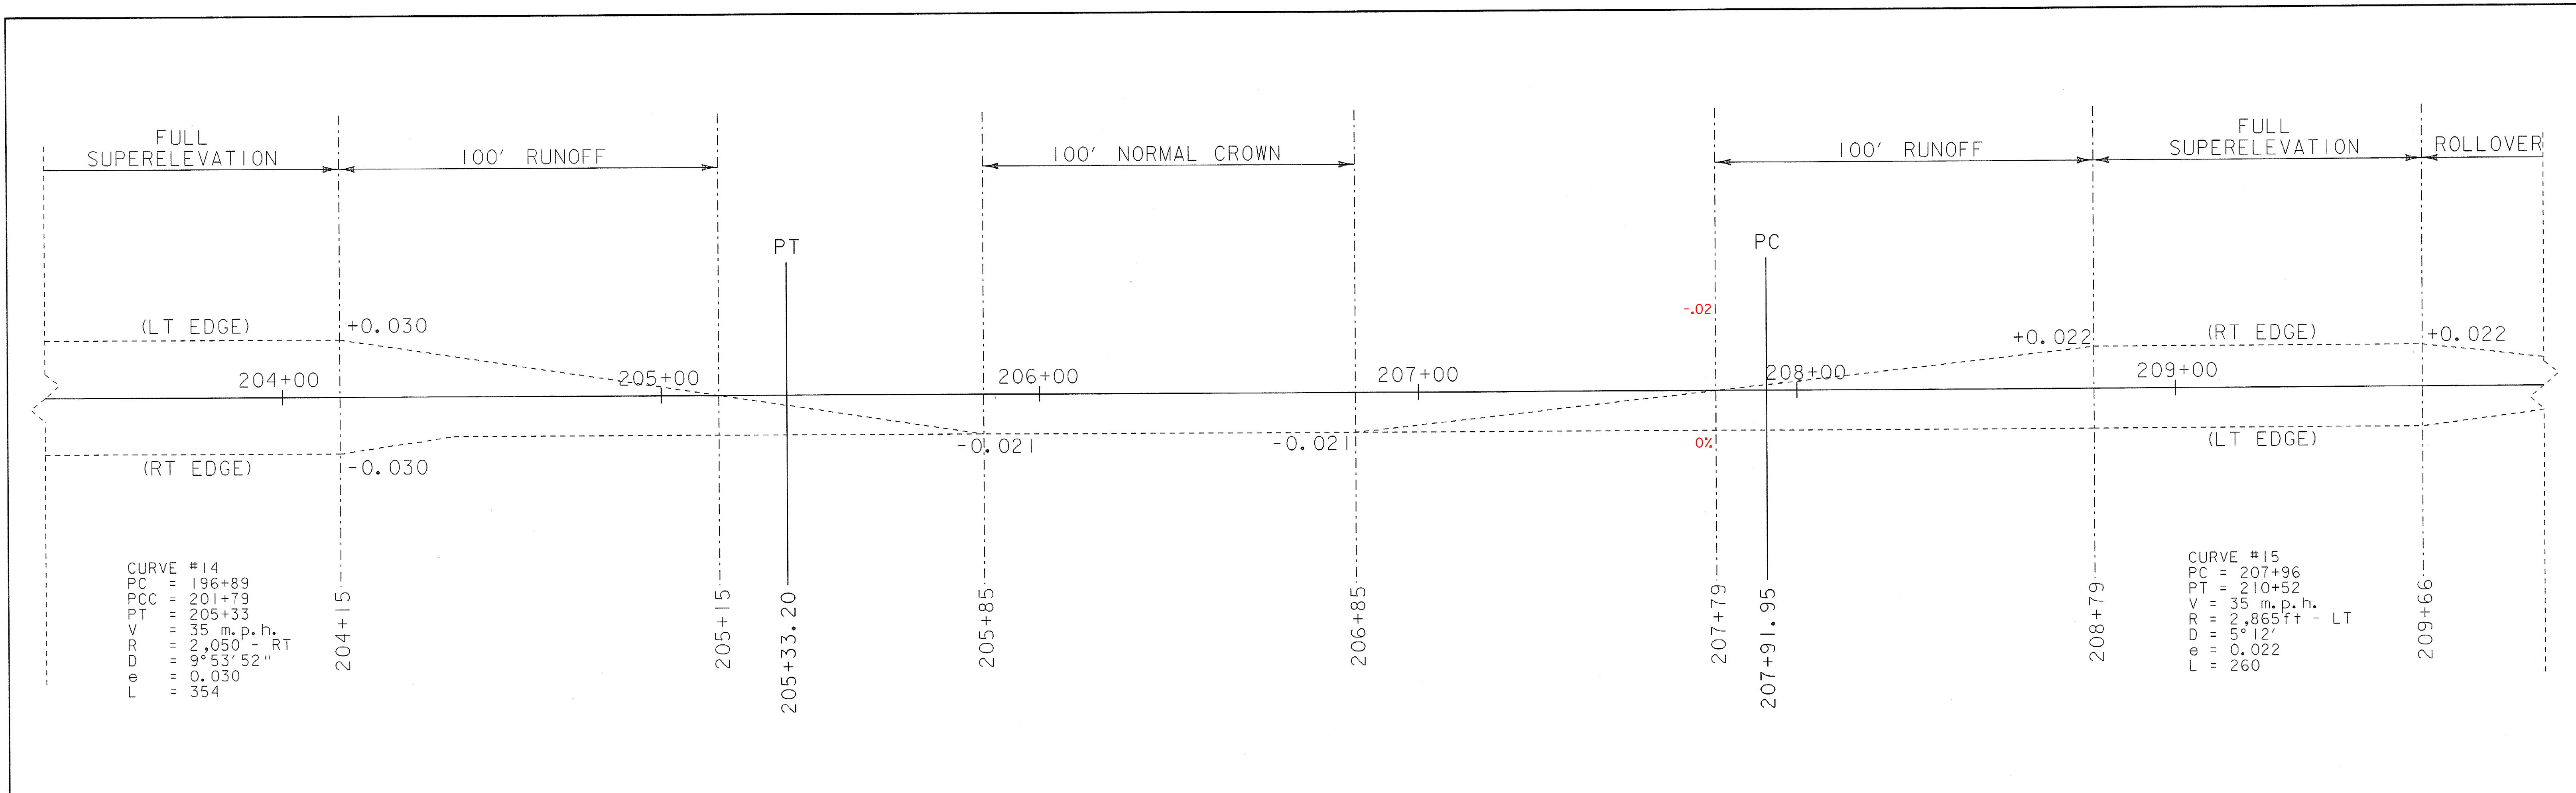 FULL
SUPERELEVATION
100' RUNOFF
100' NORMAL CROWN
100' RUNOFF
FULL
SUPERELEVATION
ROLLOVER
PT
PC
-.02
(LT EDGE)
+0.030
+0.022
(RT EDGE)
+0.022
204+00
205+00
206+00
207+00
208+00
209+00
(RT EDGE)
-0.030
-0.021
-0.021
0%
(LT EDGE)
CURVE #14
PC = 196+89
PCC = 201+79
PT = 205+33
V = 35 m.p.h.
R = 2,050 - RT
D = 9°53'52"
e = 0.030
L = 354
204+15
205+15
205+33.20
205+85
206+85
207+79
207+91.95
208+79
CURVE #15
PC = 207+96
PT = 210+52
V = 35 m.p.h.
R = 2,865ft - LT
D = 5°12'
e = 0.022
L = 260
209+66